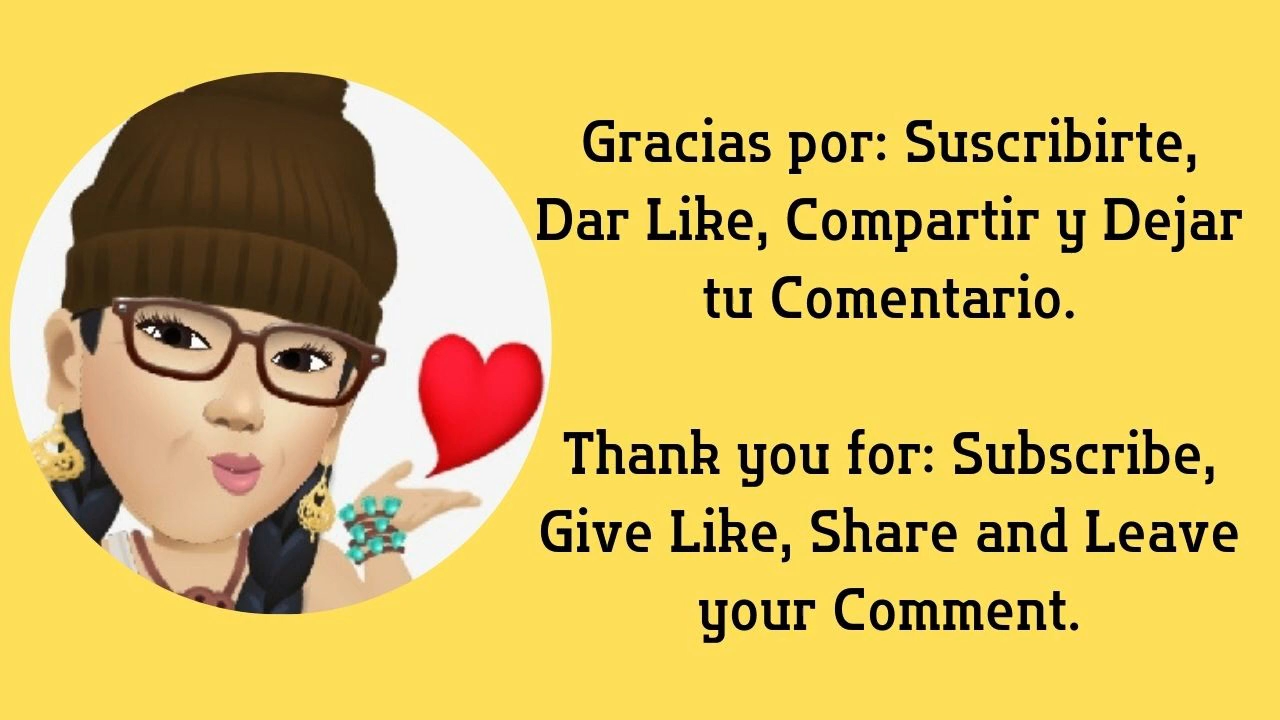 Gracias por: Suscribirte,
Dar Like, Compartir y Dejar
tu Comentario.
Thank you for: Subscribe,
Give Like, Share and Leave
your Comment.